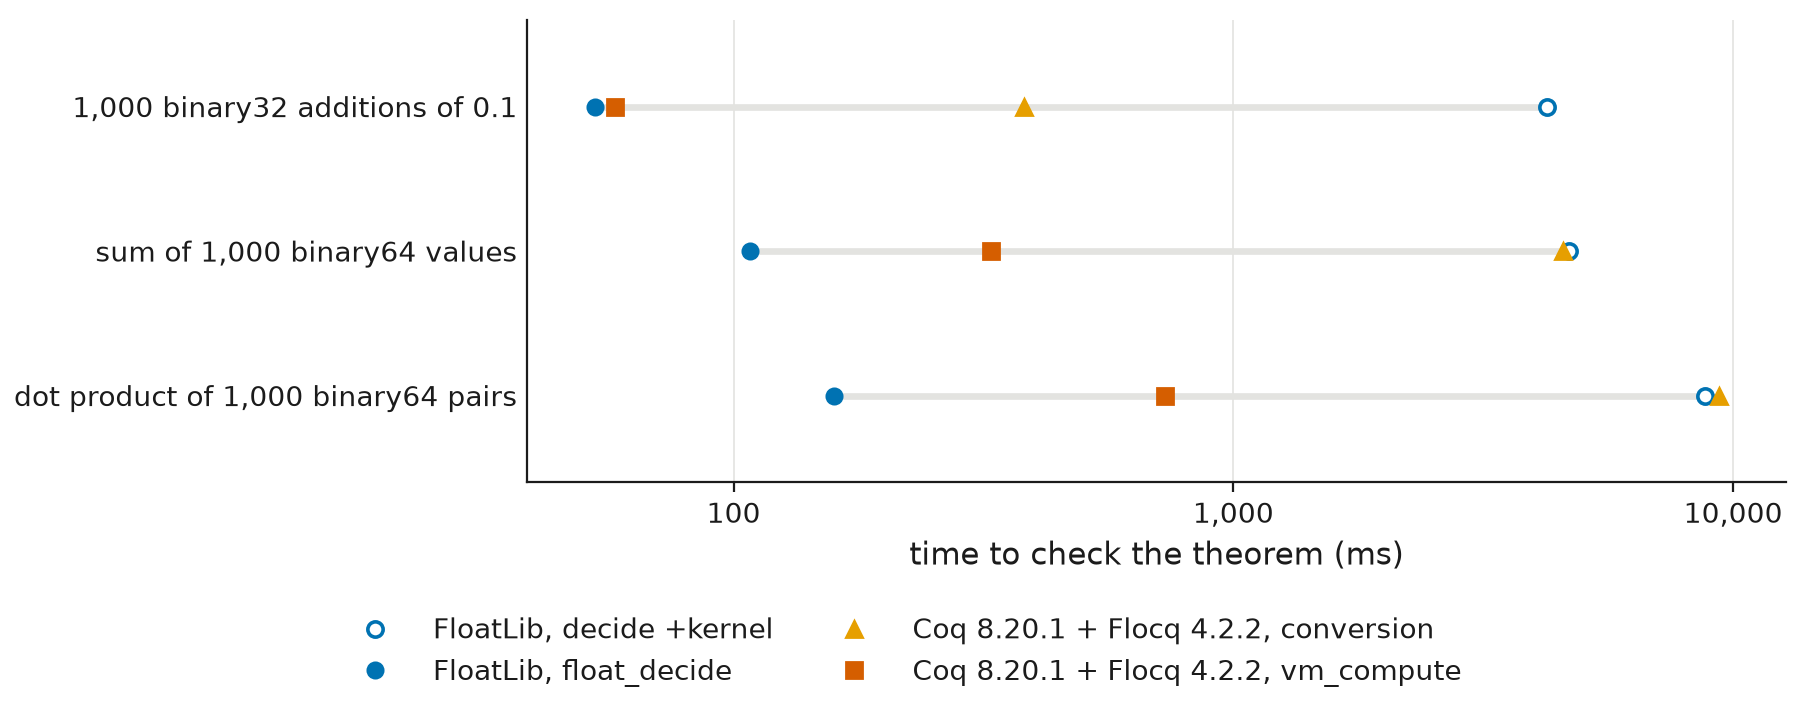 1,000 binary32 additions of 0.1
sum of 1,000 binary64 values
dot product of 1,000 binary64 pairs
100 1,000 10,000
time to check the theorem (ms)
FloatLib, decide +kernel Coq 8.20.1 + Flocq 4.2.2, conversion
FloatLib, float_decide Coq 8.20.1 + Flocq 4.2.2, vm_compute